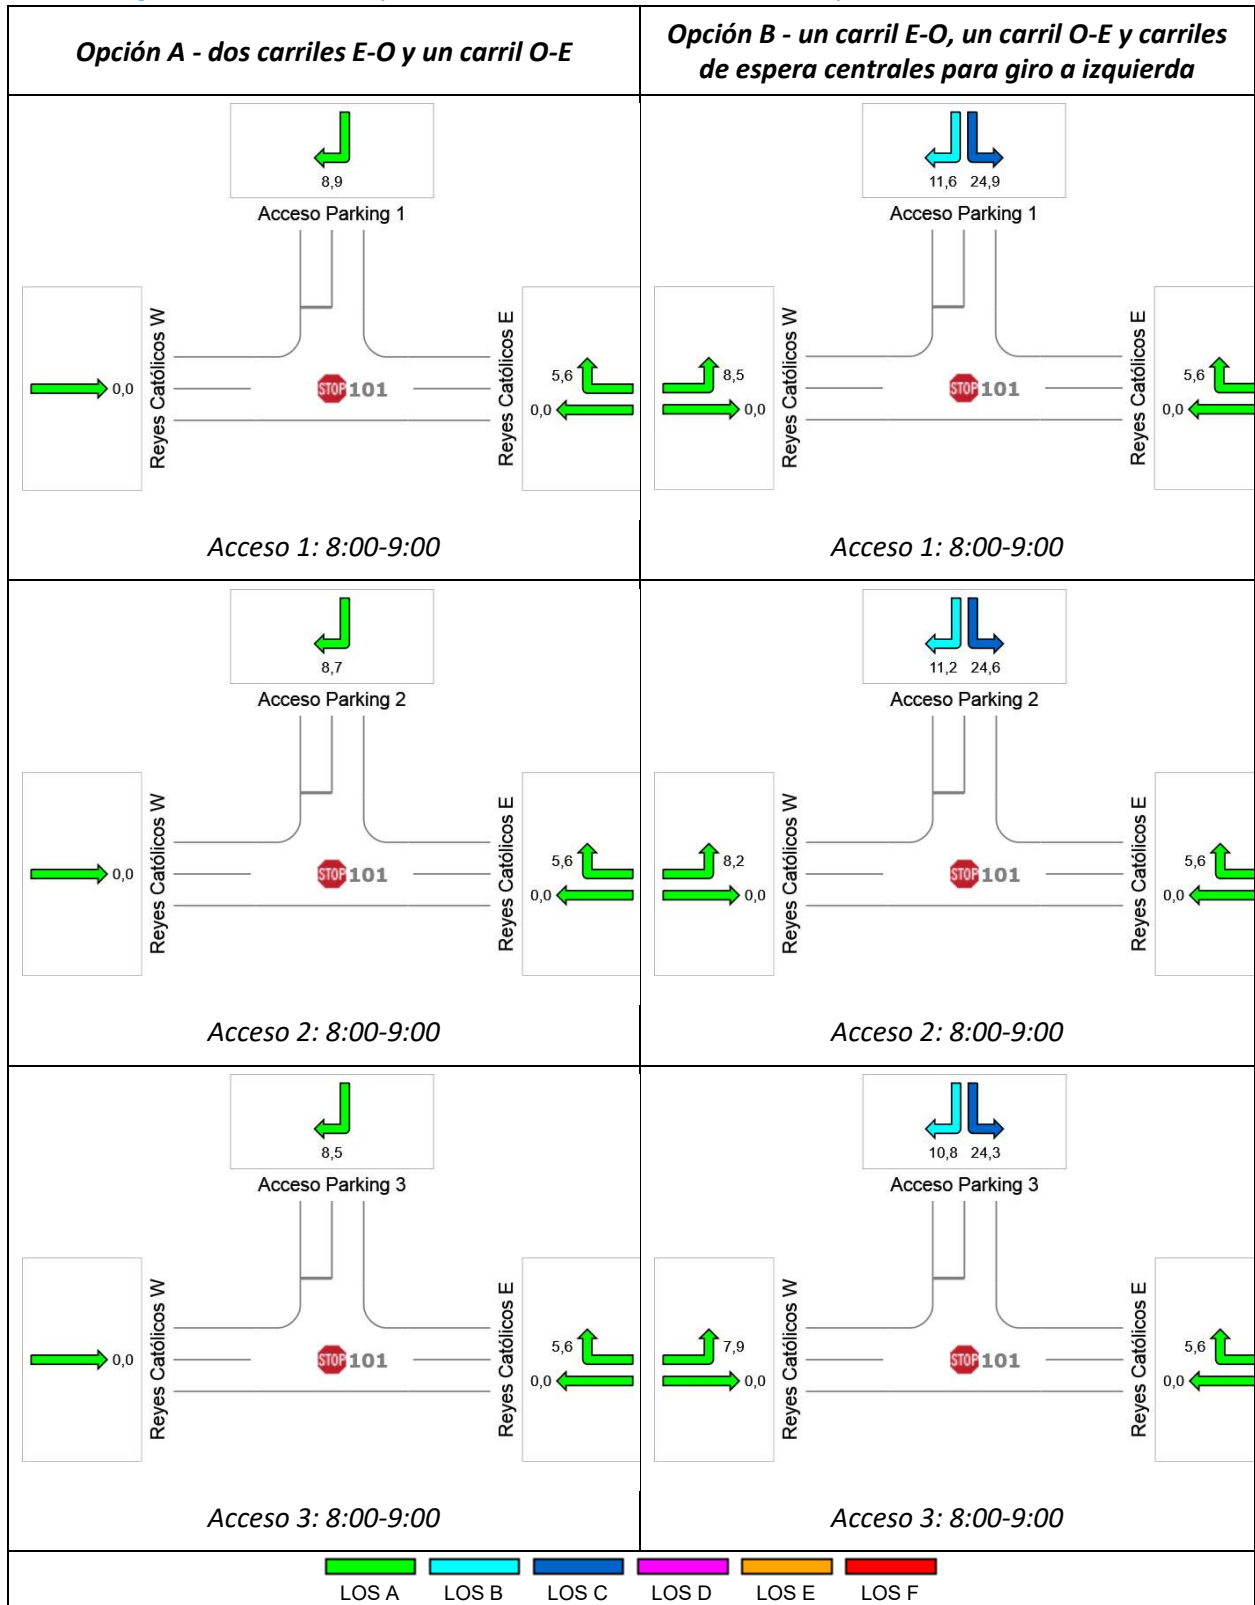 Opción A - dos carriles E-O y un carril O-E
Opción B - un carril E-O, un carril O-E y carriles
de espera centrales para giro a izquierda
8,9
Acceso Parking 1
Reyes Católicos W
0,0
STOP 101
Reyes Católicos E
5,6
0,0
Acceso 1: 8:00-9:00
11,6 24,9
Acceso Parking 1
8,5
0,0
Reyes Católicos W
STOP 101
Reyes Católicos E
5,6
0,0
Acceso 1: 8:00-9:00
8,7
Acceso Parking 2
0,0
Reyes Católicos W
STOP 101
Reyes Católicos E
5,6
0,0
Acceso 2: 8:00-9:00
11,2 24,6
Acceso Parking 2
8,2
0,0
Reyes Católicos W
STOP 101
Reyes Católicos E
5,6
0,0
Acceso 2: 8:00-9:00
8,5
Acceso Parking 3
0,0
Reyes Católicos W
STOP 101
Reyes Católicos E
5,6
0,0
Acceso 3: 8:00-9:00
10,8 24,3
Acceso Parking 3
7,9
0,0
Reyes Católicos W
STOP 101
Reyes Católicos E
5,6
0,0
Acceso 3: 8:00-9:00
LOS A LOS B LOS C LOS D LOS E LOS F